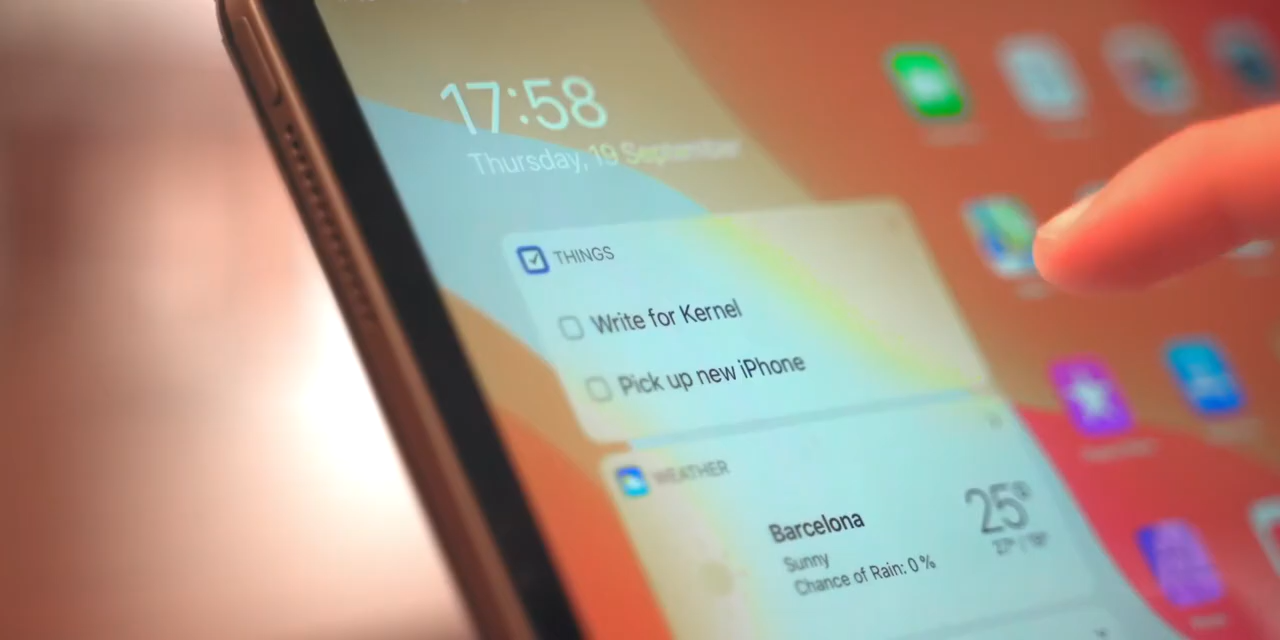 17:58
Thursday, 19 September
THINGS
Write for Kernel
Pick up new iPhone
WEATHER
Barcelona
25°
Sunny
Chance of Rain: 0 %